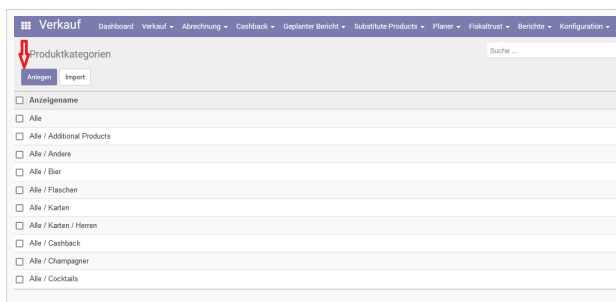 Verkauf Dashboard Verkauf Abrechnung Cashback Geplanter Bericht Substitute Products Planer Fiskaltrust Berichte Konfiguration
Produktkategorien Suche ...
Anlegen Import
Anzeigename
Alle
Alle / Additional Products
Alle / Andere
Alle / Bier
Alle / Flaschen
Alle / Karten
Alle / Karten / Herren
Alle / Cashback
Alle / Champagner
Alle / Cocktails